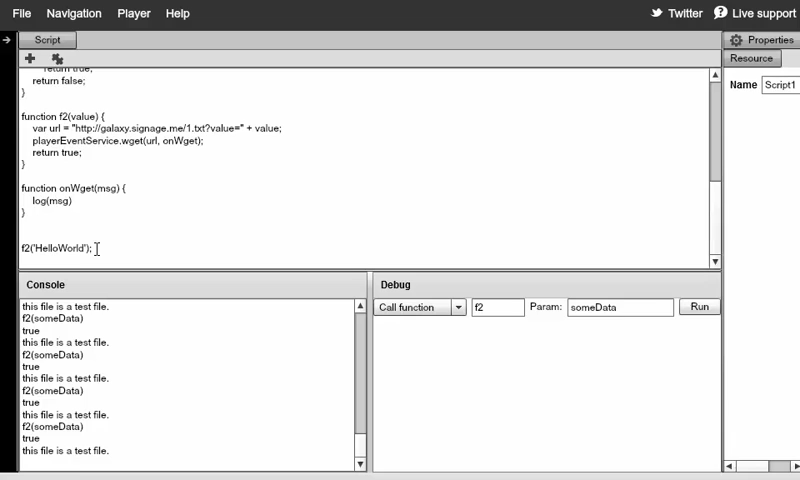 File Navigation Player Help Twitter Live support
Script
Properties
Resource
Name Script1
return true;
return false;
}
function f2(value) {
var url = "http://galaxy.signage.me/1.txt?value=" + value;
playerEventService.wget(url, onWget);
return true;
}
function onWget(msg) {
log(msg)
}
f2('HelloWorld');
Console
this file is a test file.
f2(someData)
true
this file is a test file.
f2(someData)
true
this file is a test file.
f2(someData)
true
this file is a test file.
f2(someData)
true
this file is a test file.
Debug
Call function f2 Param: someData Run